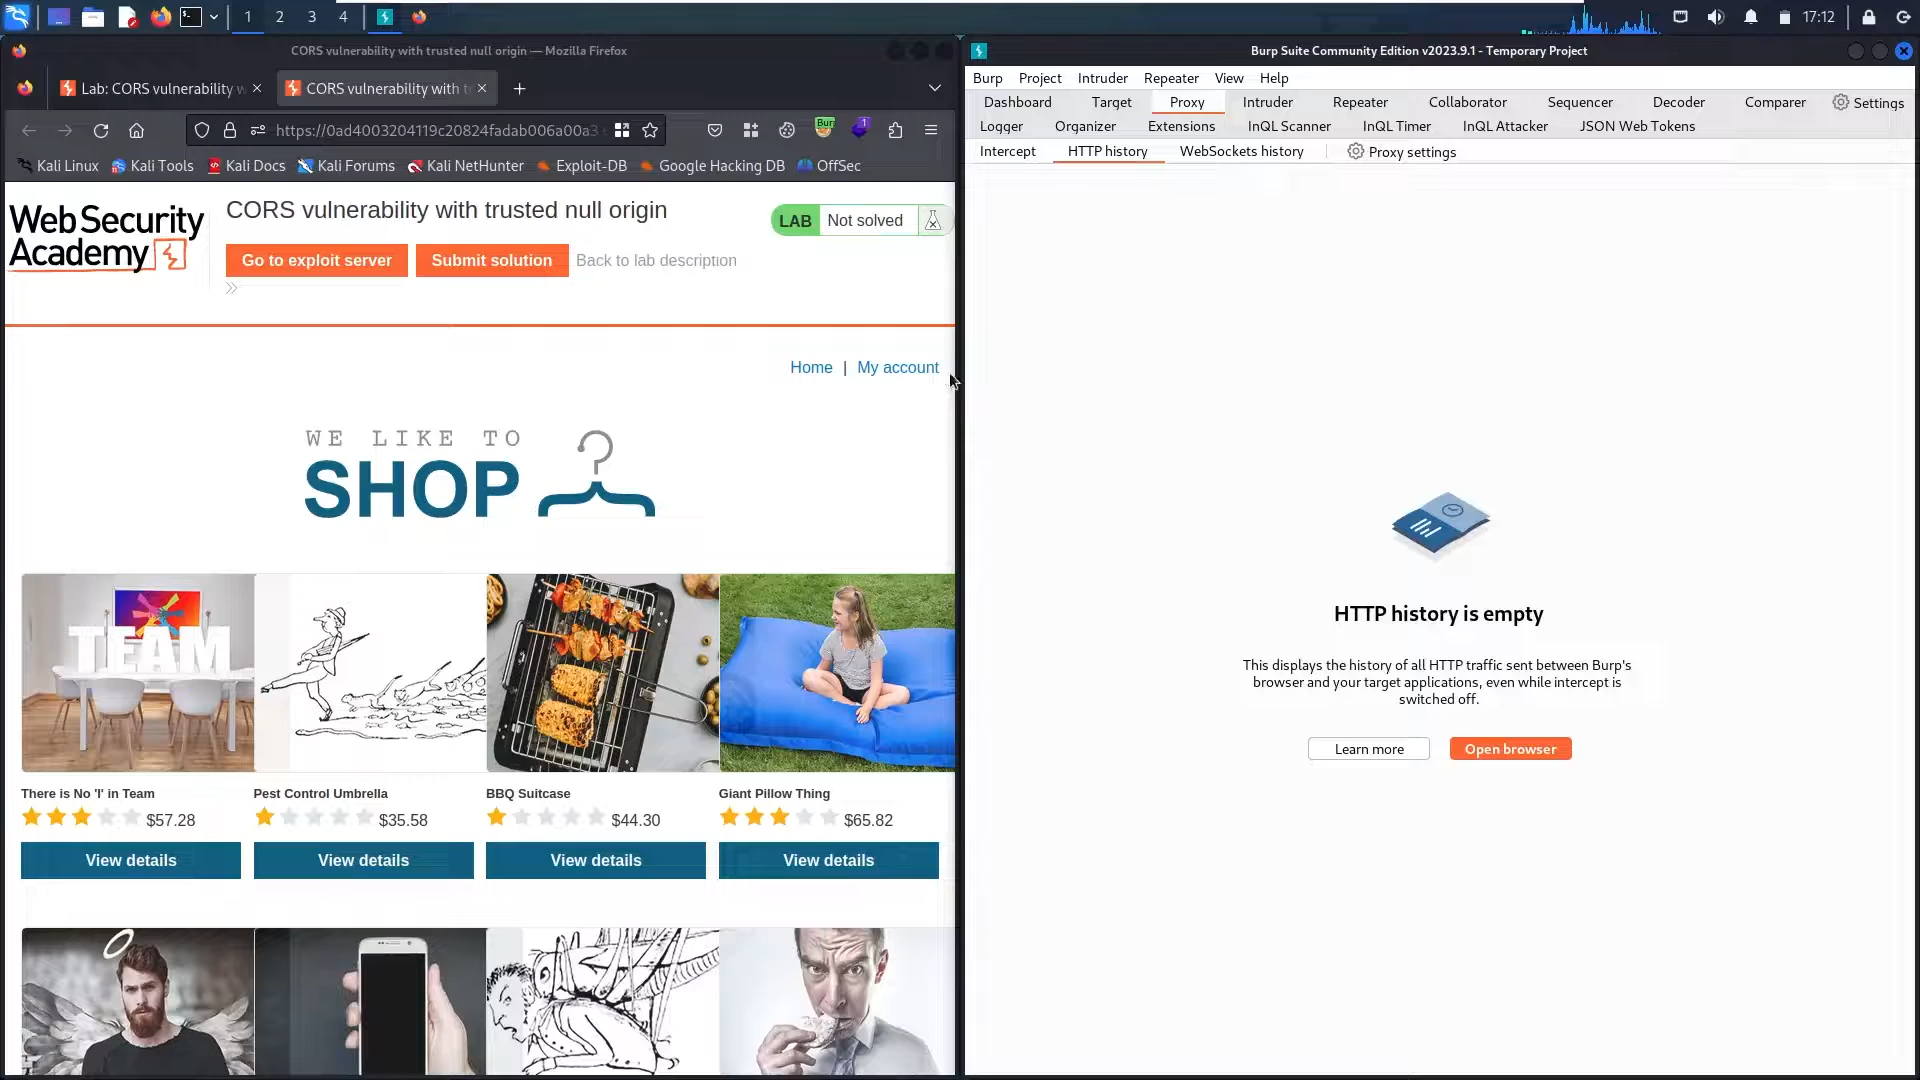 1 2 3 4
17:12
CORS vulnerability with trusted null origin — Mozilla Firefox
Lab: CORS vulnerability w
CORS vulnerability with t
https://0ad4003204119c20824fadab006a00a3
Bur
1
Kali Linux Kali Tools Kali Docs Kali Forums Kali NetHunter Exploit-DB Google Hacking DB OffSec
Web Security
Academy
CORS vulnerability with trusted null origin
LAB Not solved
Go to exploit server Submit solution Back to lab description
Home | My account
WE LIKE TO
SHOP
TEAM
There is No 'I' in Team Pest Control Umbrella BBQ Suitcase Giant Pillow Thing
$57.28 $35.58 $44.30 $65.82
View details View details View details View details
Burp Suite Community Edition v2023.9.1 - Temporary Project
Burp Project Intruder Repeater View Help
Dashboard Target Proxy Intruder Repeater Collaborator Sequencer Decoder Comparer Settings
Logger Organizer Extensions InQL Scanner InQL Timer InQL Attacker JSON Web Tokens
Intercept HTTP history WebSockets history Proxy settings
HTTP history is empty
This displays the history of all HTTP traffic sent between Burp's
browser and your target applications, even while intercept is
switched off.
Learn more Open browser